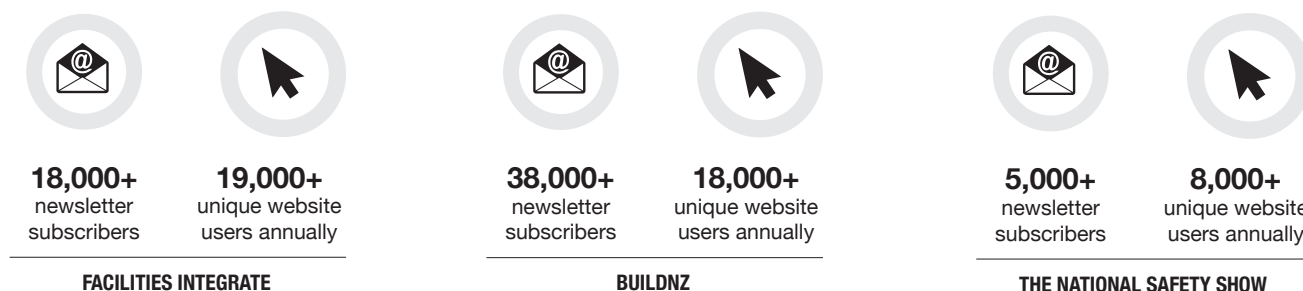 18,000+
newsletter
subscribers
19,000+
unique website
users annually
FACILITIES INTEGRATE
38,000+
newsletter
subscribers
18,000+
unique website
users annually
BUILDNZ
5,000+
newsletter
subscribers
8,000+
unique website
users annually
THE NATIONAL SAFETY SHOW